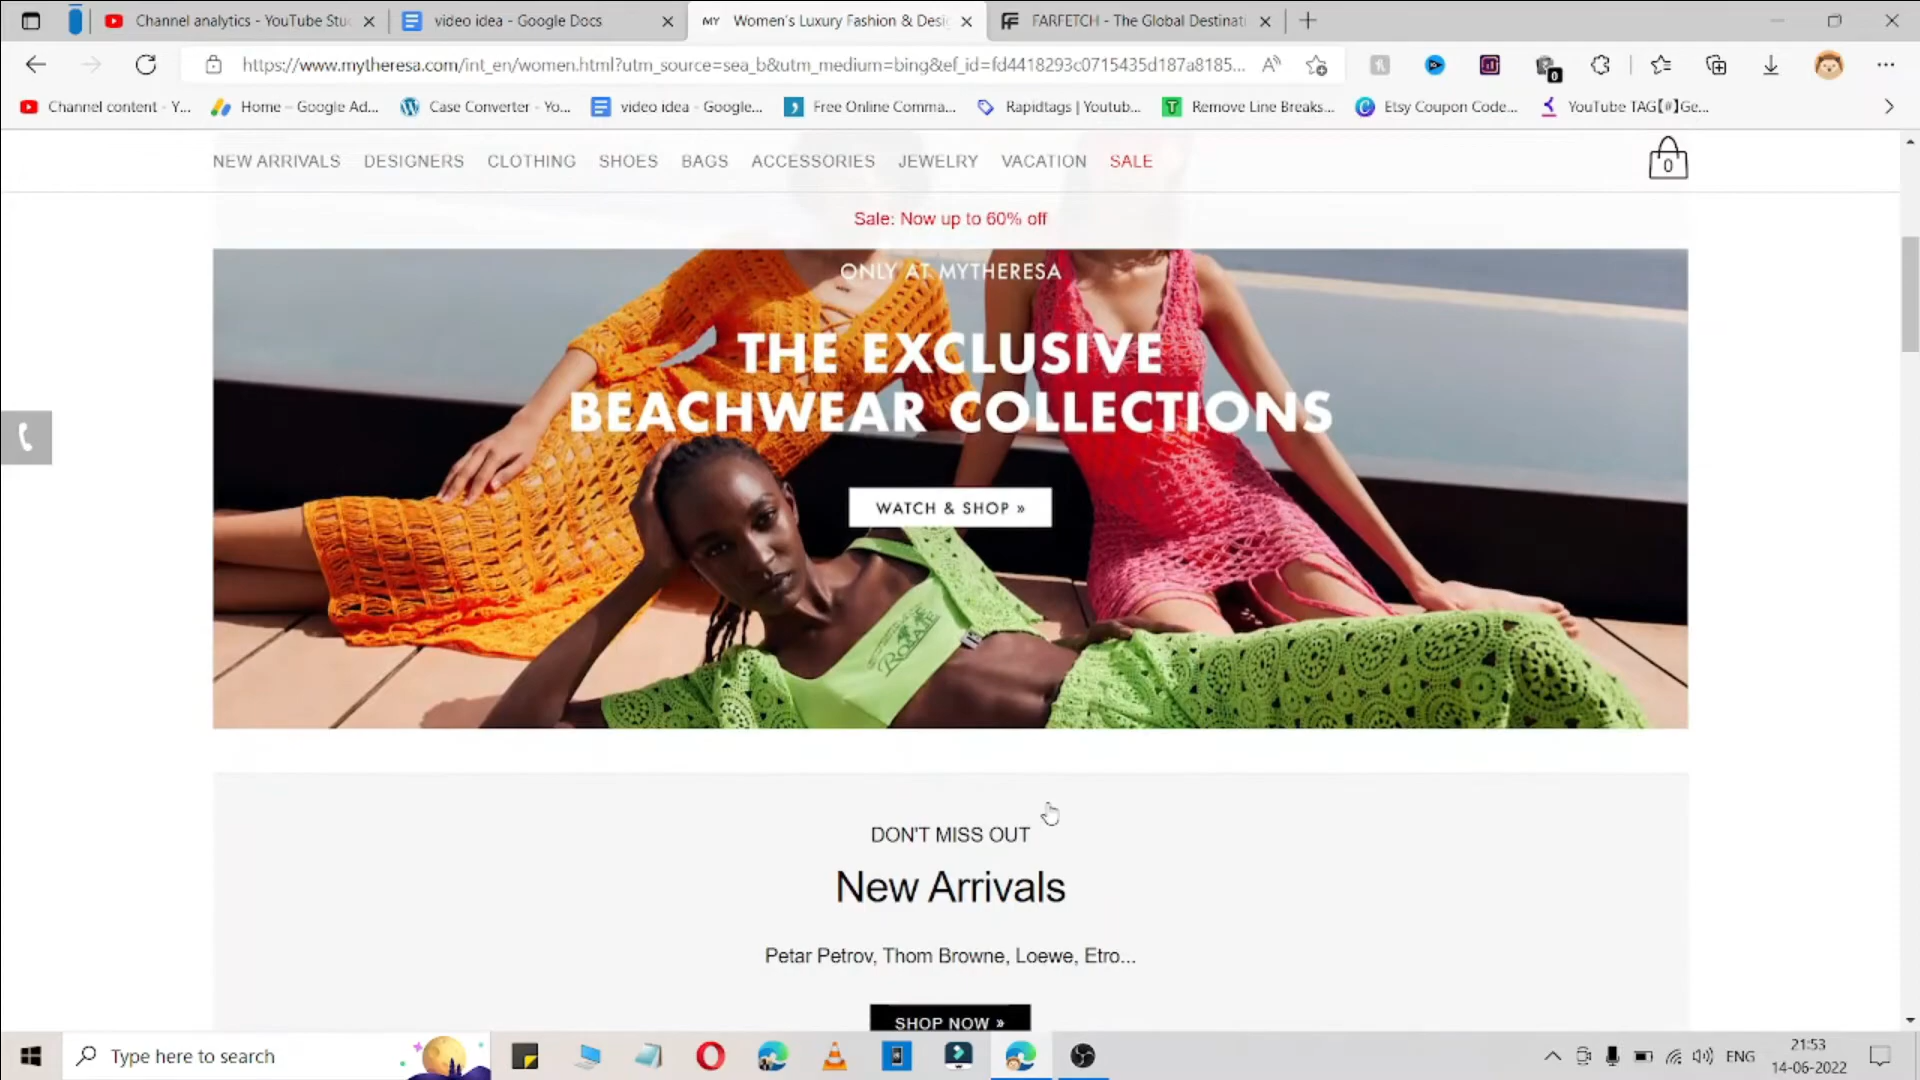 Channel analytics - YouTube Stu
video idea - Google Docs
MY Women's Luxury Fashion & Desi
FARFETCH - The Global Destinati
https://www.mytheresa.com/int_en/women.html?utm_source=sea_b&utm_medium=bing&ef_id=fd4418293c0715435d187a8185...
Channel content - Y...
Home – Google Ad...
Case Converter - Yo...
video idea - Google...
Free Online Comma...
Rapidtags | Youtub...
Remove Line Breaks...
Etsy Coupon Code...
YouTube TAG【#】Ge...
NEW ARRIVALS DESIGNERS CLOTHING SHOES BAGS ACCESSORIES JEWELRY VACATION SALE
0
Sale: Now up to 60% off
ONLY AT MYTHERESA
THE EXCLUSIVE
BEACHWEAR COLLECTIONS
WATCH & SHOP »
DON'T MISS OUT
New Arrivals
Petar Petrov, Thom Browne, Loewe, Etro...
SHOP NOW »
Type here to search
ENG
21:53
14-06-2022